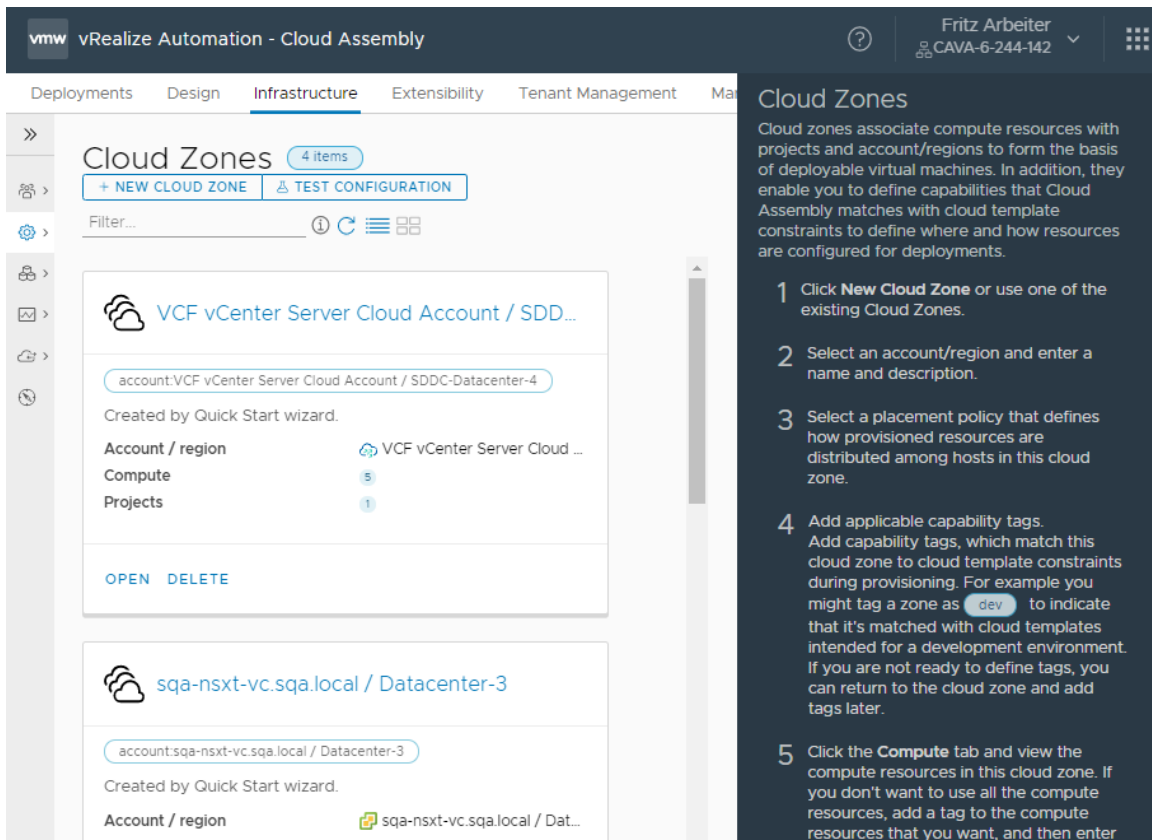 vmw vRealize Automation - Cloud Assembly
Fritz Arbeiter
CAVA-6-244-142
Deployments Design Infrastructure Extensibility Tenant Management
Cloud Zones 4 items
+ NEW CLOUD ZONE TEST CONFIGURATION
Filter...
VCF vCenter Server Cloud Account / SDD...
account:VCF vCenter Server Cloud Account / SDDC-Datacenter-4
Created by Quick Start wizard.
Account / region VCF vCenter Server Cloud ...
Compute 5
Projects 1
OPEN DELETE
sqa-nsxt-vc.sqa.local / Datacenter-3
account:sqa-nsxt-vc.sqa.local / Datacenter-3
Created by Quick Start wizard.
Account / region sqa-nsxt-vc.sqa.local / Dat...
Cloud Zones
Cloud zones associate compute resources with
projects and account/regions to form the basis
of deployable virtual machines. In addition, they
enable you to define capabilities that Cloud
Assembly matches with cloud template
constraints to define where and how resources
are configured for deployments.
1 Click New Cloud Zone or use one of the
existing Cloud Zones.
2 Select an account/region and enter a
name and description.
3 Select a placement policy that defines
how provisioned resources are
distributed among hosts in this cloud
zone.
4 Add applicable capability tags.
Add capability tags, which match this
cloud zone to cloud template constraints
during provisioning. For example you
might tag a zone as dev to indicate
that it's matched with cloud templates
intended for a development environment.
If you are not ready to define tags, you
can return to the cloud zone and add
tags later.
5 Click the Compute tab and view the
compute resources in this cloud zone. If
you don't want to use all the compute
resources, add a tag to the compute
resources that you want, and then enter